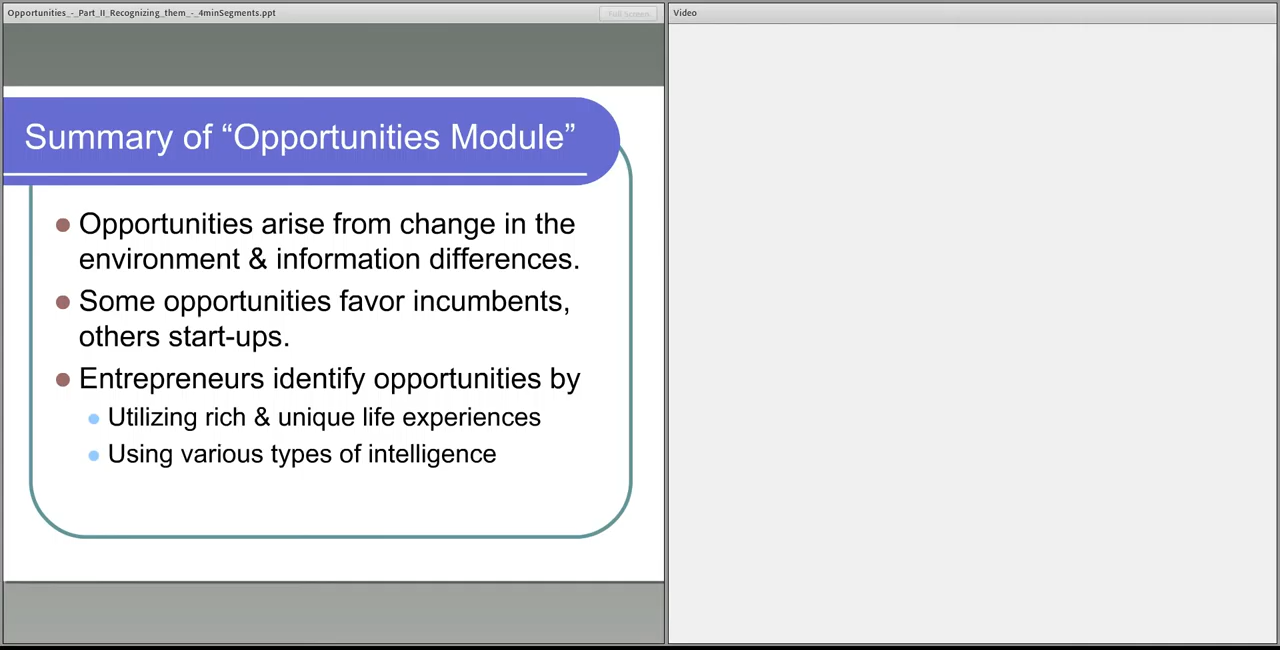 Opportunities_-_Part_II_Recognizing_them_-_4minSegments.ppt
Full Screen
Video
Summary of “Opportunities Module”
Opportunities arise from change in the
environment & information differences.
Some opportunities favor incumbents,
others start-ups.
Entrepreneurs identify opportunities by
Utilizing rich & unique life experiences
Using various types of intelligence